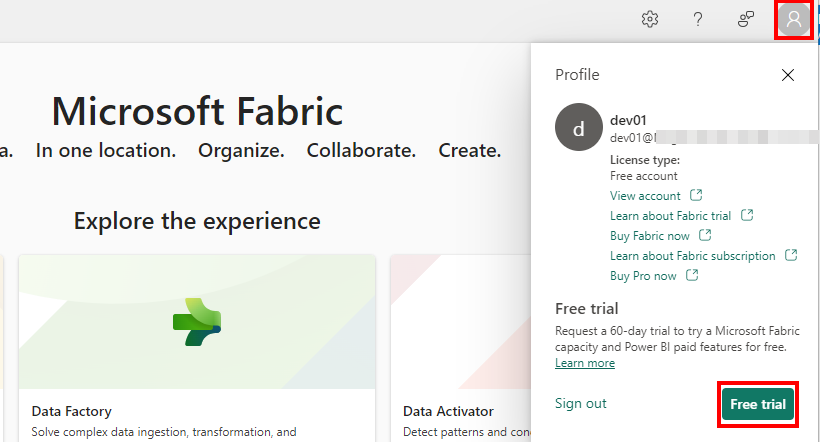 Microsoft Fabric
a. In one location. Organize. Collaborate. Create.
Explore the experience
Data Factory
Solve complex data ingestion, transformation, and
Data Activator
Detect patterns and
Profile
d
dev01
dev01@
License type:
Free account
View account
Learn about Fabric trial
Buy Fabric now
Learn about Fabric subscription
Buy Pro now
Free trial
Request a 60-day trial to try a Microsoft Fabric
capacity and Power BI paid features for free.
Learn more
Sign out
Free trial